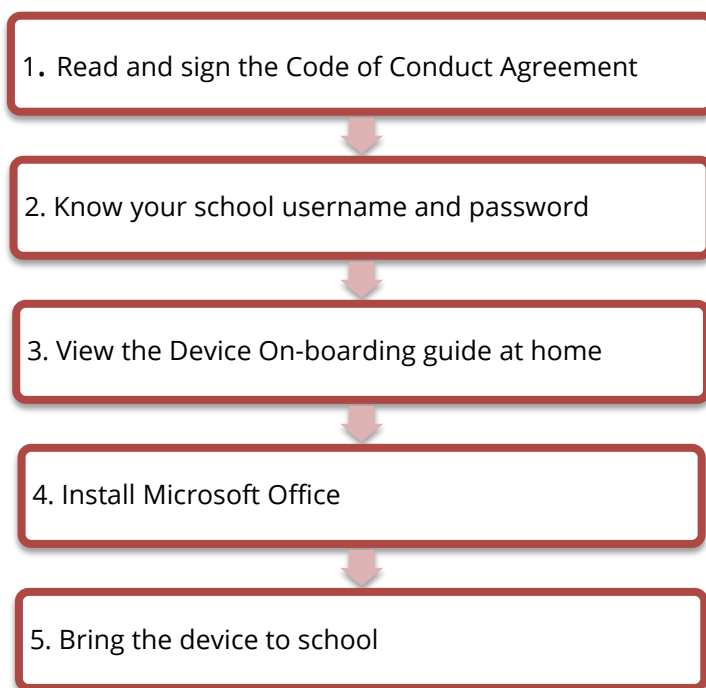 1. Read and sign the Code of Conduct Agreement
2. Know your school username and password
3. View the Device On-boarding guide at home
4. Install Microsoft Office
5. Bring the device to school